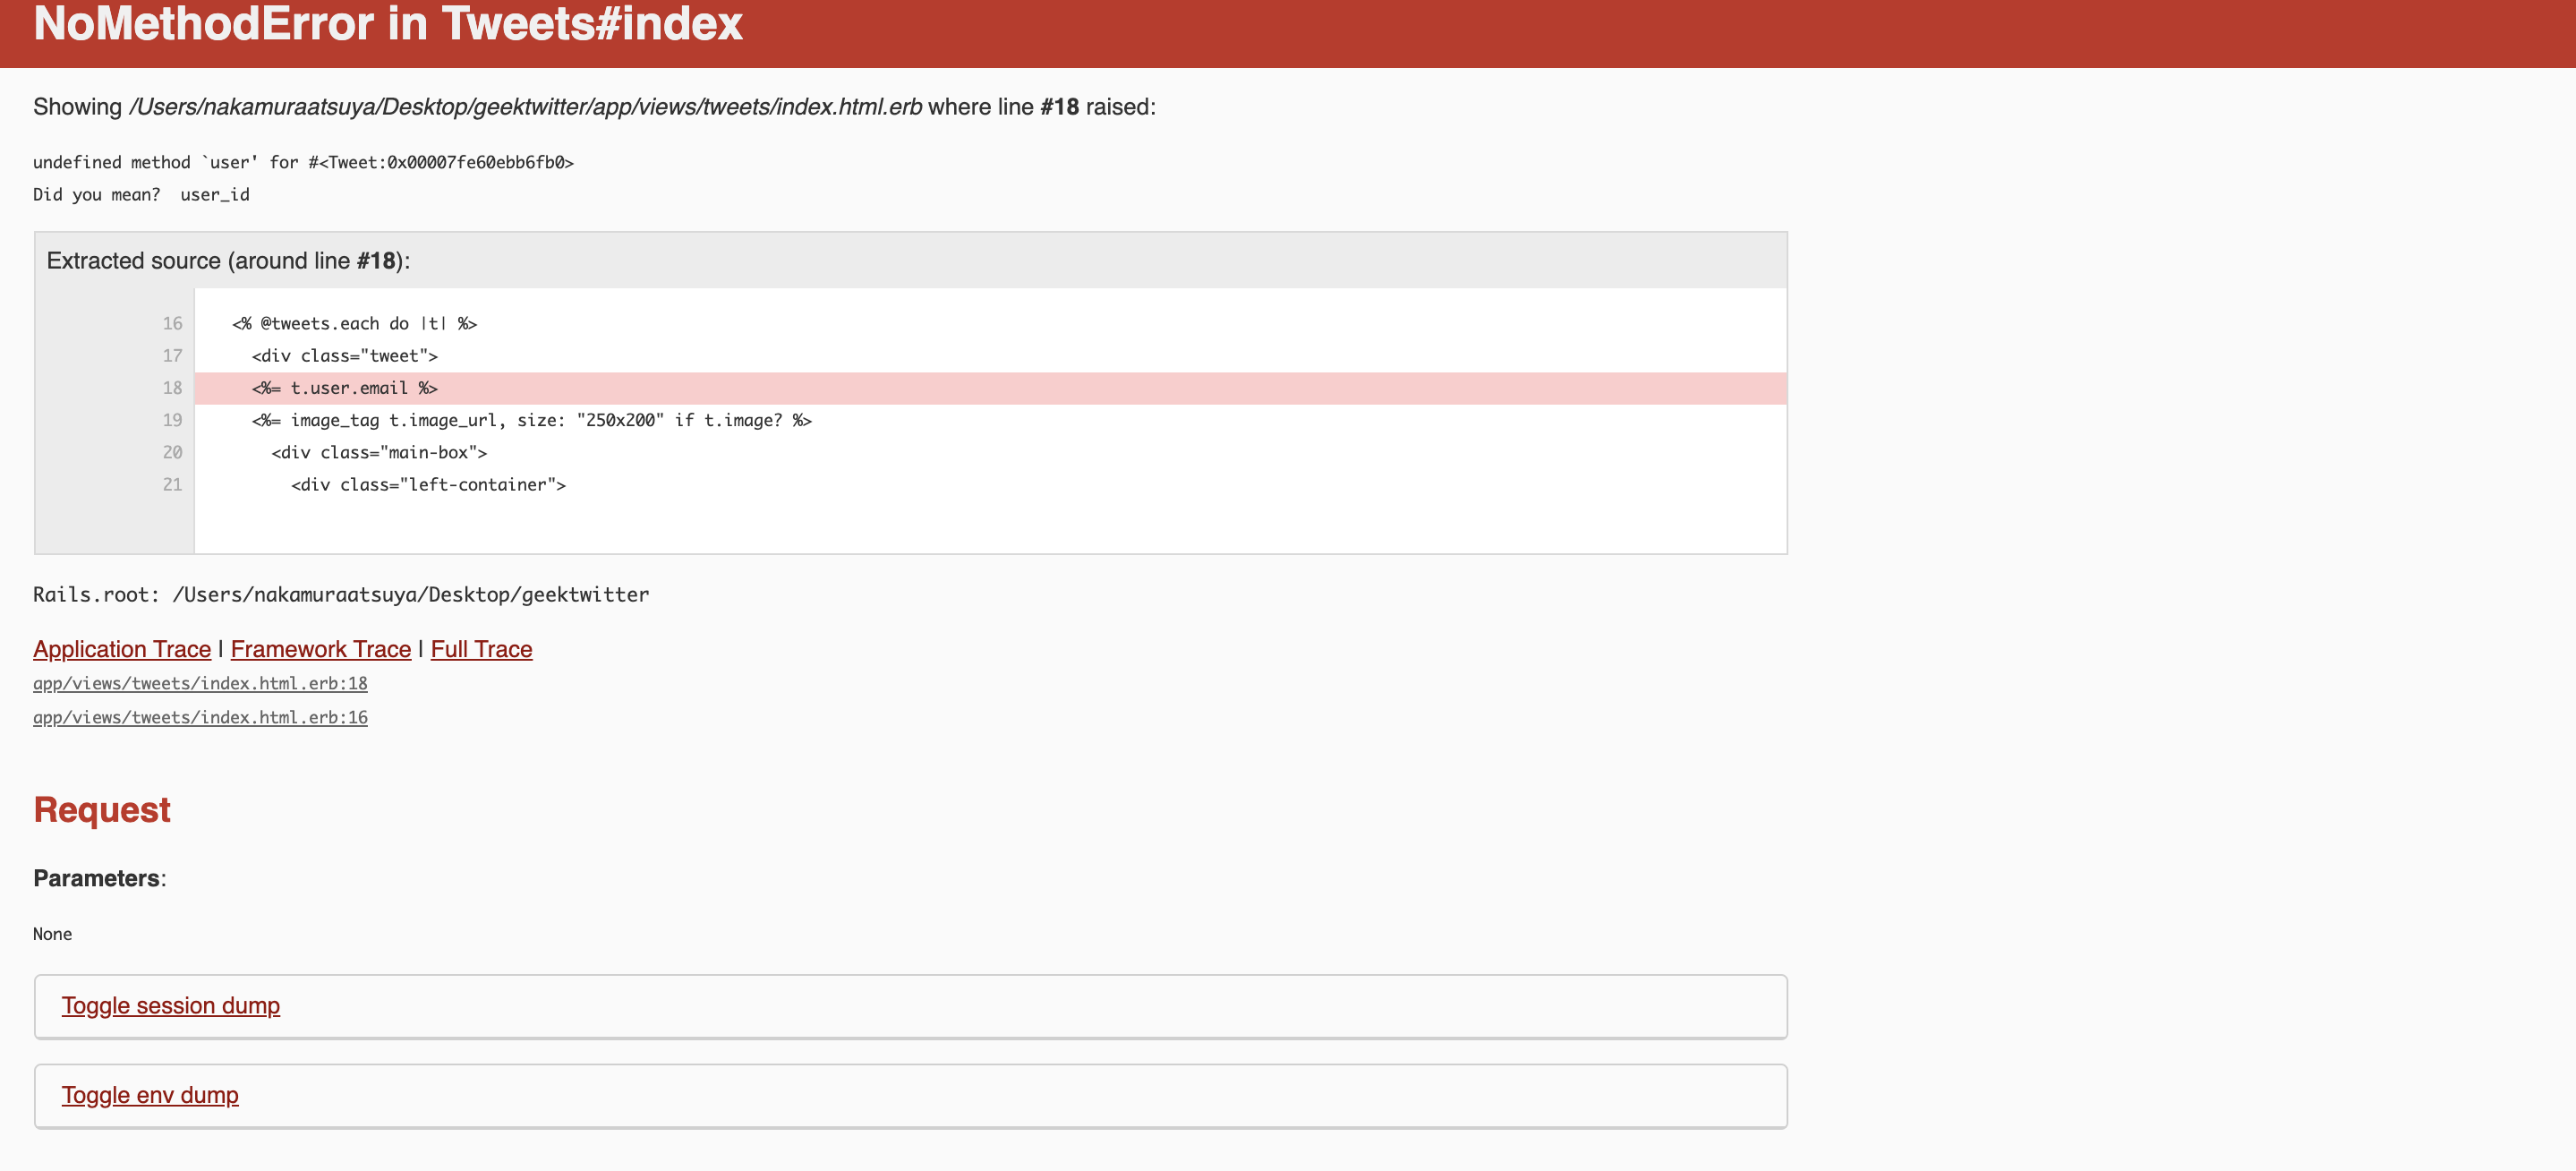 NoMethodError in Tweets#index
Showing /Users/nakamuraatsuya/Desktop/geektwitter/app/views/tweets/index.html.erb where line #18 raised:
undefined method `user' for #<Tweet:0x00007fe60ebb6fb0>
Did you mean?  user_id
Extracted source (around line #18):
16 <% @tweets.each do |t| %>
17 <div class="tweet">
18 <%= t.user.email %>
19 <%= image_tag t.image_url, size: "250x200" if t.image? %>
20 <div class="main-box">
21 <div class="left-container">
Rails.root: /Users/nakamuraatsuya/Desktop/geektwitter
Application Trace | Framework Trace | Full Trace
app/views/tweets/index.html.erb:18
app/views/tweets/index.html.erb:16
Request
Parameters:
None
Toggle session dump
Toggle env dump